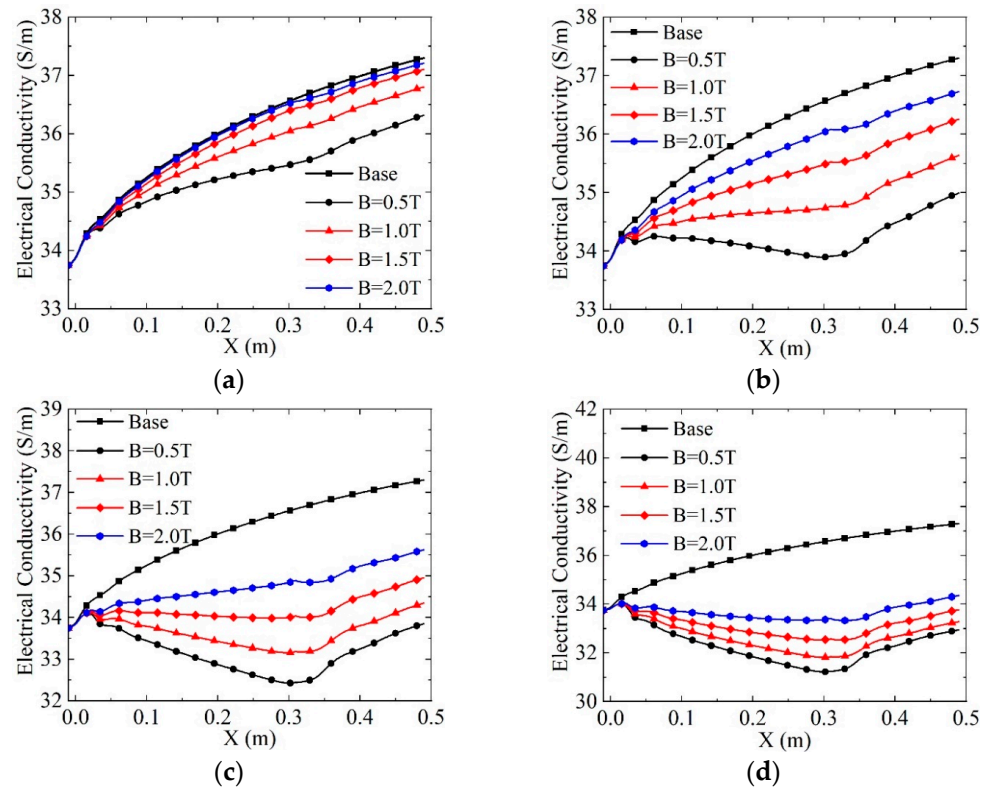 38
37
36
35
34
33
Electrical Conductivity (S/m)
Base
B=0.5T
B=1.0T
B=1.5T
B=2.0T
0.0 0.1 0.2 0.3 0.4 0.5
X (m)
(a)
38
37
36
35
34
33
Electrical Conductivity (S/m)
Base
B=0.5T
B=1.0T
B=1.5T
B=2.0T
0.0 0.1 0.2 0.3 0.4 0.5
X (m)
(b)
39
38
37
36
35
34
33
32
Electrical Conducctivity (S/m)
Base
B=0.5T
B=1.0T
B=1.5T
B=2.0T
0.0 0.1 0.2 0.3 0.4 0.5
X (m)
(c)
42
40
38
36
34
32
30
Electrical Conductivity (S/m)
Base
B=0.5T
B=1.0T
B=1.5T
B=2.0T
0.0 0.1 0.2 0.3 0.4 0.5
X (m)
(d)